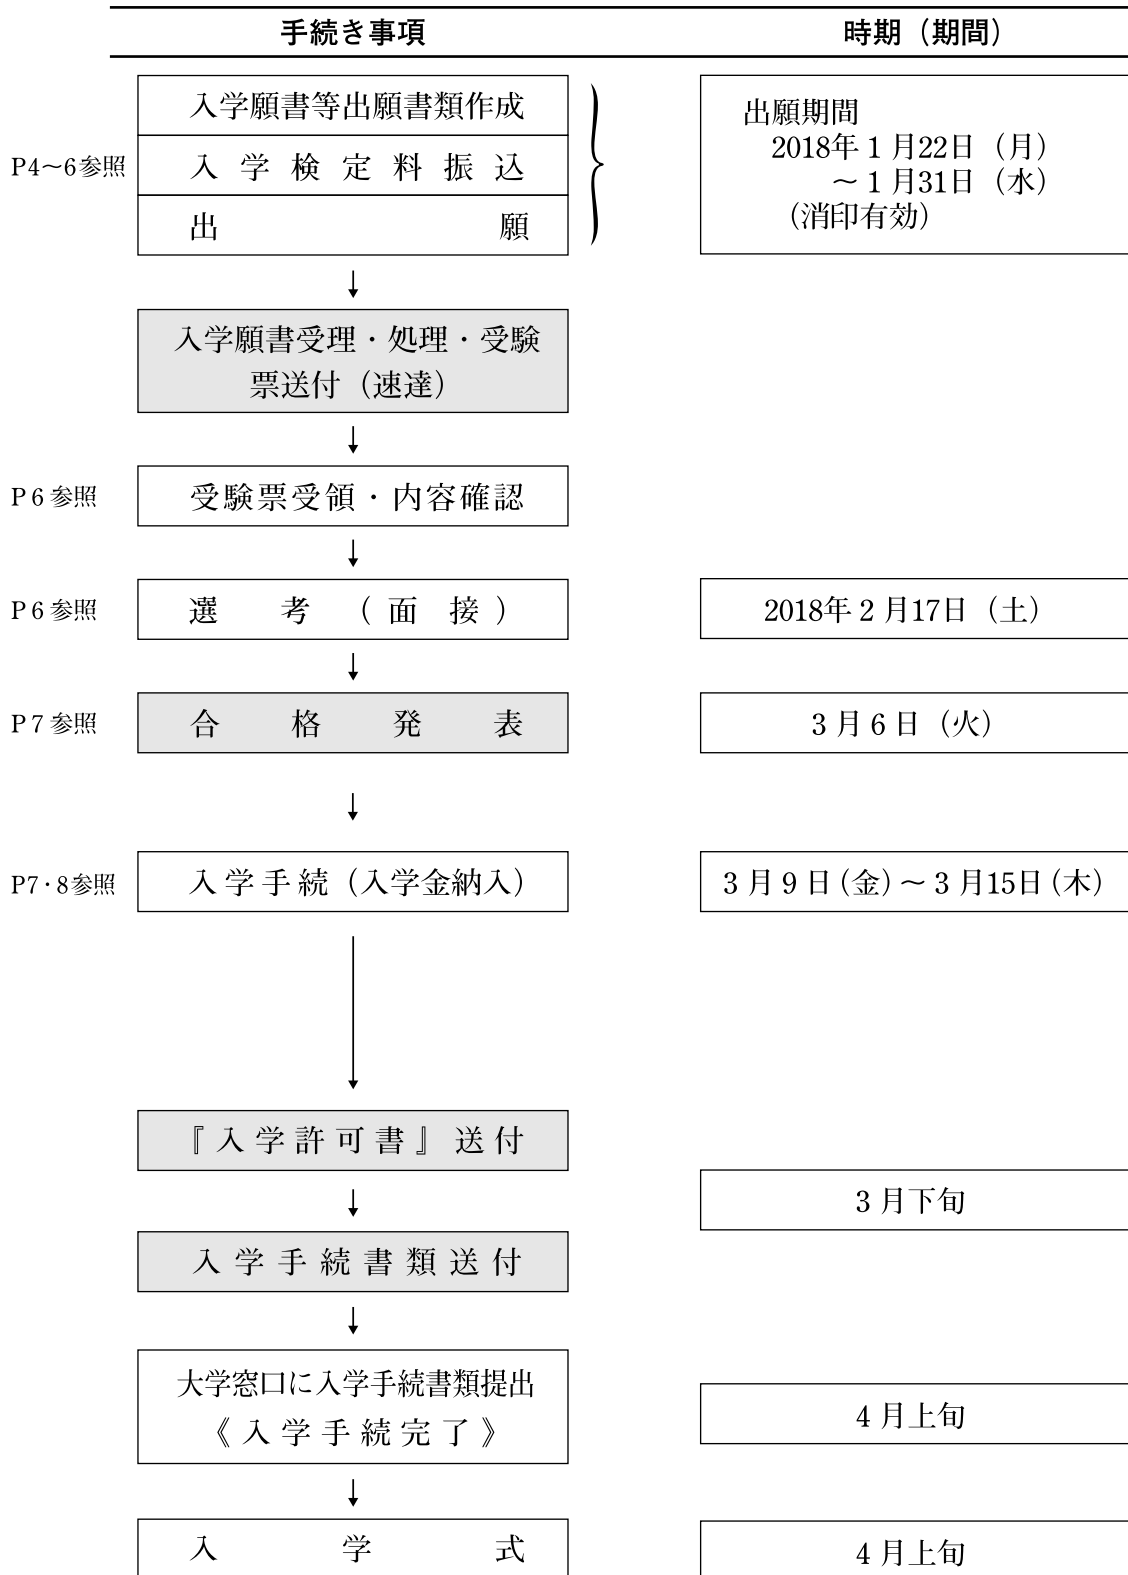 手続き事項
時期（期間）
P4～6参照
入学願書等出願書類作成
入学検定料振込
出願
出願期間
2018年1月22日（月）
～1月31日（水）
（消印有効）
↓
入学願書受理・処理・受験
票送付（速達）
↓
P6参照
受験票受領・内容確認
↓
P6参照
選考（面接）
2018年2月17日（土）
↓
P7参照
合格発表
3月6日（火）
↓
P7・8参照
入学手続（入学金納入）
3月9日（金）～3月15日（木）
↓
『入学許可書』送付
↓
3月下旬
入学手続書類送付
↓
大学窓口に入学手続書類提出
《入学手続完了》
4月上旬
↓
入学式
4月上旬